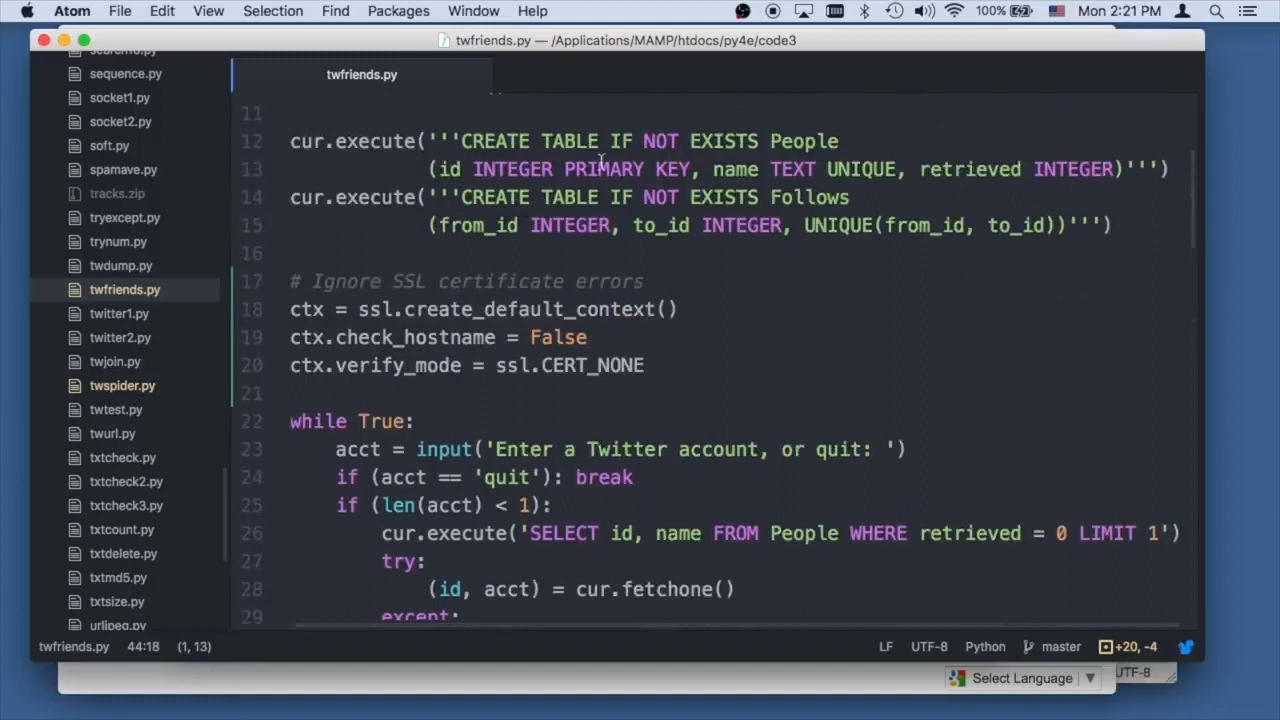 Atom File Edit View Selection Find Packages Window Help 100% Mon 2:21 PM
twfriends.py — /Applications/MAMP/htdocs/py4e/code3
sequence.py
socket1.py
socket2.py
soft.py
spamave.py
tracks.zip
tryexcept.py
trynum.py
twdump.py
twfriends.py
twitter1.py
twitter2.py
twjoin.py
twspider.py
twtest.py
twurl.py
txtcheck.py
txtcheck2.py
txtcheck3.py
txtcount.py
txtdelete.py
txtmd5.py
txtsize.py
urljpeg.py
twfriends.py
11
12 cur.execute('''CREATE TABLE IF NOT EXISTS People
13 (id INTEGER PRIMARY KEY, name TEXT UNIQUE, retrieved INTEGER)''')
14 cur.execute('''CREATE TABLE IF NOT EXISTS Follows
15 (from_id INTEGER, to_id INTEGER, UNIQUE(from_id, to_id))''')
16
17 # Ignore SSL certificate errors
18 ctx = ssl.create_default_context()
19 ctx.check_hostname = False
20 ctx.verify_mode = ssl.CERT_NONE
21
22 while True:
23 acct = input('Enter a Twitter account, or quit: ')
24 if (acct == 'quit'): break
25 if (len(acct) < 1):
26 cur.execute('SELECT id, name FROM People WHERE retrieved = 0 LIMIT 1')
27 try:
28 (id, acct) = cur.fetchone()
29 except:
twfriends.py 44:18 (1, 13) LF UTF-8 Python master +20, -4
Select Language ▼ UTF-8